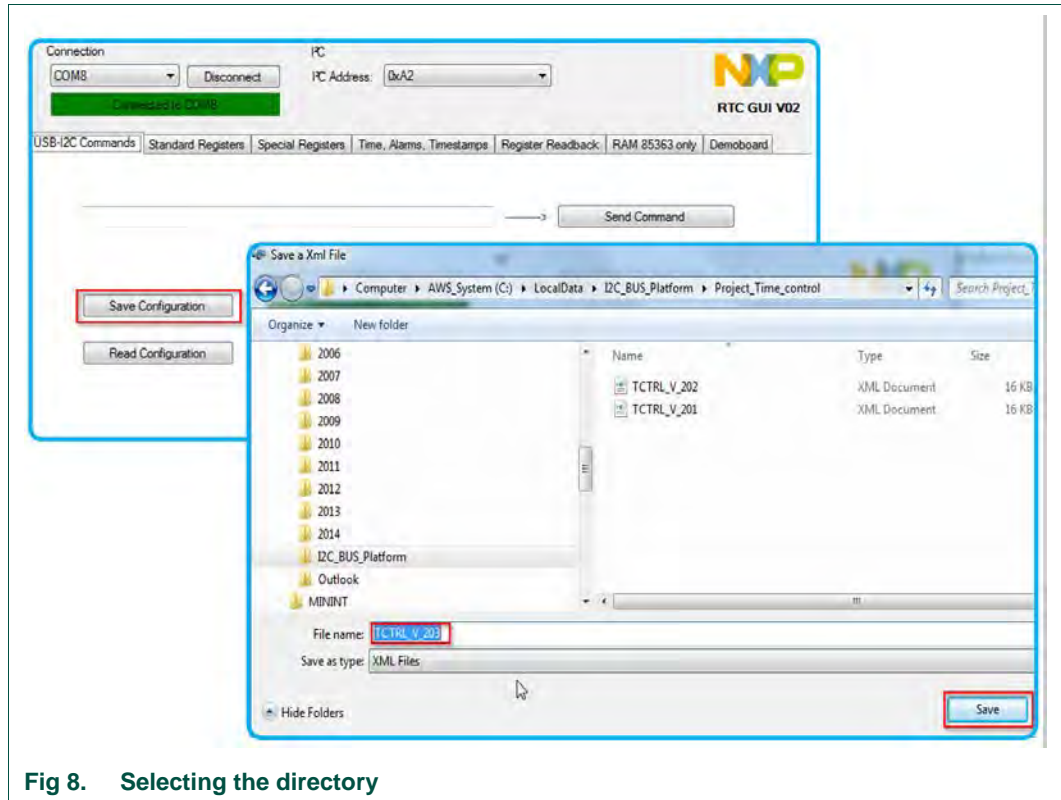 Connection
I²C
COM8
Disconnect
I²C Address: 0xA2
NXP
Connected to COM8
RTC GUI V02
USB-I2C Commands Standard Registers Special Registers Time, Alarms, Timestamps Register Readback RAM 85363 only Demoboard
Send Command
Save Configuration
Read Configuration
Save a Xml File
Computer AWS_System (C:) LocalData I2C_BUS_Platform Project_Time_control
Search Project_
Organize New folder
2006
2007
2008
2009
2010
2011
2012
2013
2014
I2C_BUS_Platform
Outlook
MININT
Name Type Size
TCTRL_V_202 XML Document 16 KB
TCTRL_V_201 XML Document 16 KB
File name: TCTRL_V_203
Save as type: XML Files
Hide Folders
Save
Fig 8. Selecting the directory